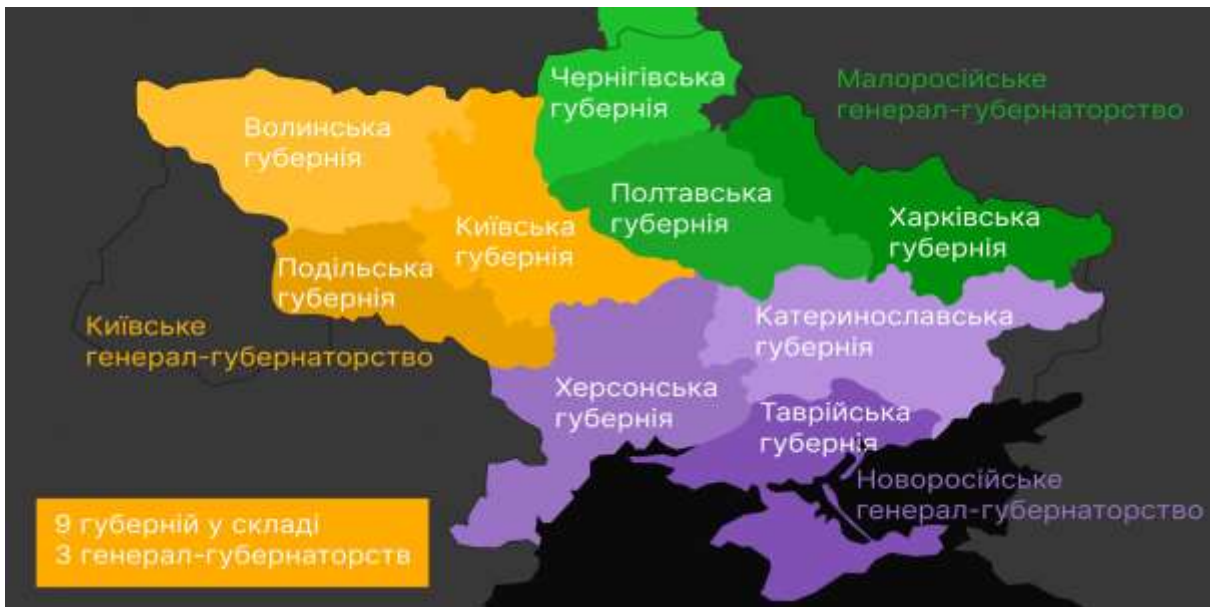 Чернігівська
губернія
Малоросійське
генерал-губернаторство
Волинська
губернія
Полтавська
губернія
Харківська
губернія
Київська
губернія
Подільська
губернія
Київське
генерал-губернаторство
Катеринославська
губернія
Херсонська
губернія
Таврійська
губернія
Новоросійське
генерал-губернаторство
9 губерній у складі
3 генерал-губернаторств